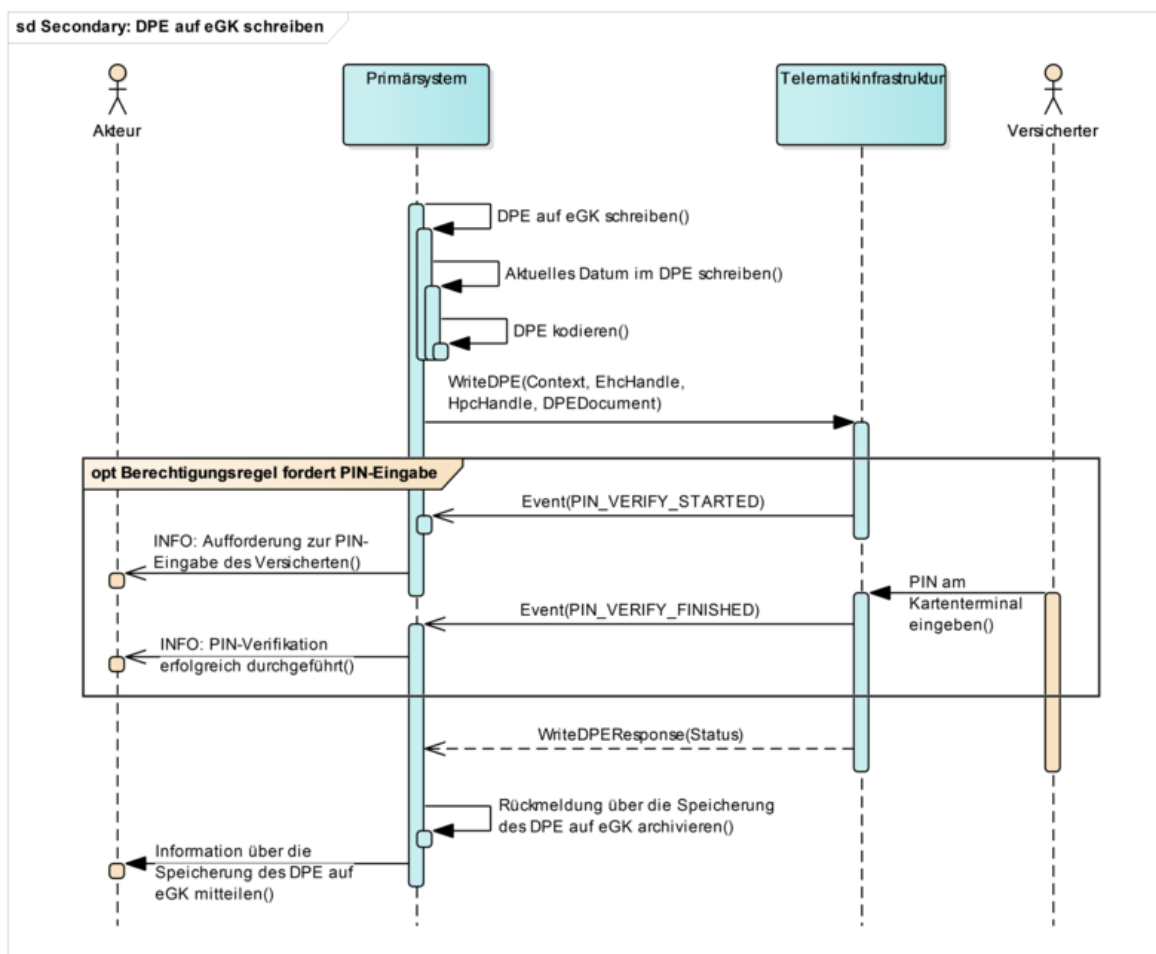 sd Secondary: DPE auf eGK schreiben
Akteur
Primärsystem
Telematikinfrastruktur
Versicherter
DPE auf eGK schreiben()
Aktuelles Datum im DPE schreiben()
DPE kodieren()
WriteDPE(Context, EhcHandle,
HpcHandle, DPEDocument)
opt Berechtigungsregel fordert PIN-Eingabe
Event(PIN_VERIFY_STARTED)
INFO: Aufforderung zur PIN-
Eingabe des Versicherten()
PIN am
Kartenterminal
eingeben()
Event(PIN_VERIFY_FINISHED)
INFO: PIN-Verifikation
erfolgreich durchgeführt()
WriteDPEResponse(Status)
Rückmeldung über die Speicherung
des DPE auf eGK archivieren()
Information über die
Speicherung des DPE auf
eGK mitteilen()